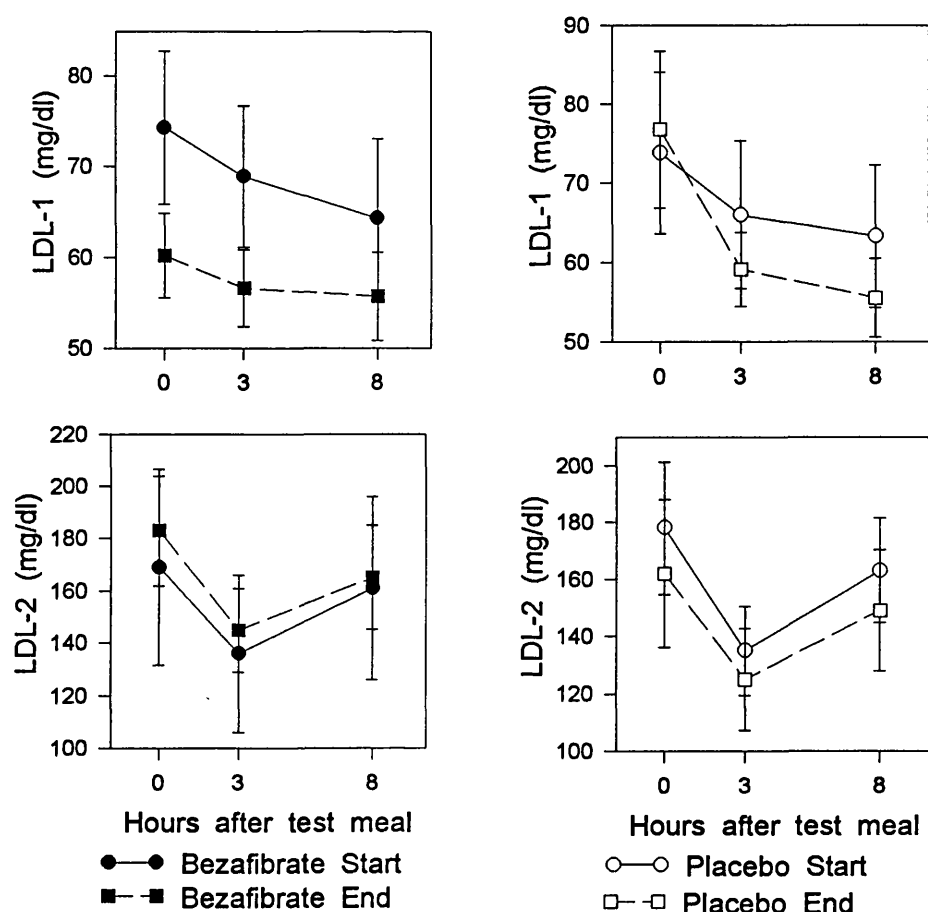 LDL-1 (mg/dl)
80
70
60
50
0 3 8
LDL-1 (mg/dl)
90
80
70
60
50
0 3 8
LDL-2 (mg/dl)
220
200
180
160
140
120
100
0 3 8
Hours after test meal
Bezafibrate Start
Bezafibrate End
LDL-2 (mg/dl)
200
180
160
140
120
100
0 3 8
Hours after test meal
Placebo Start
Placebo End